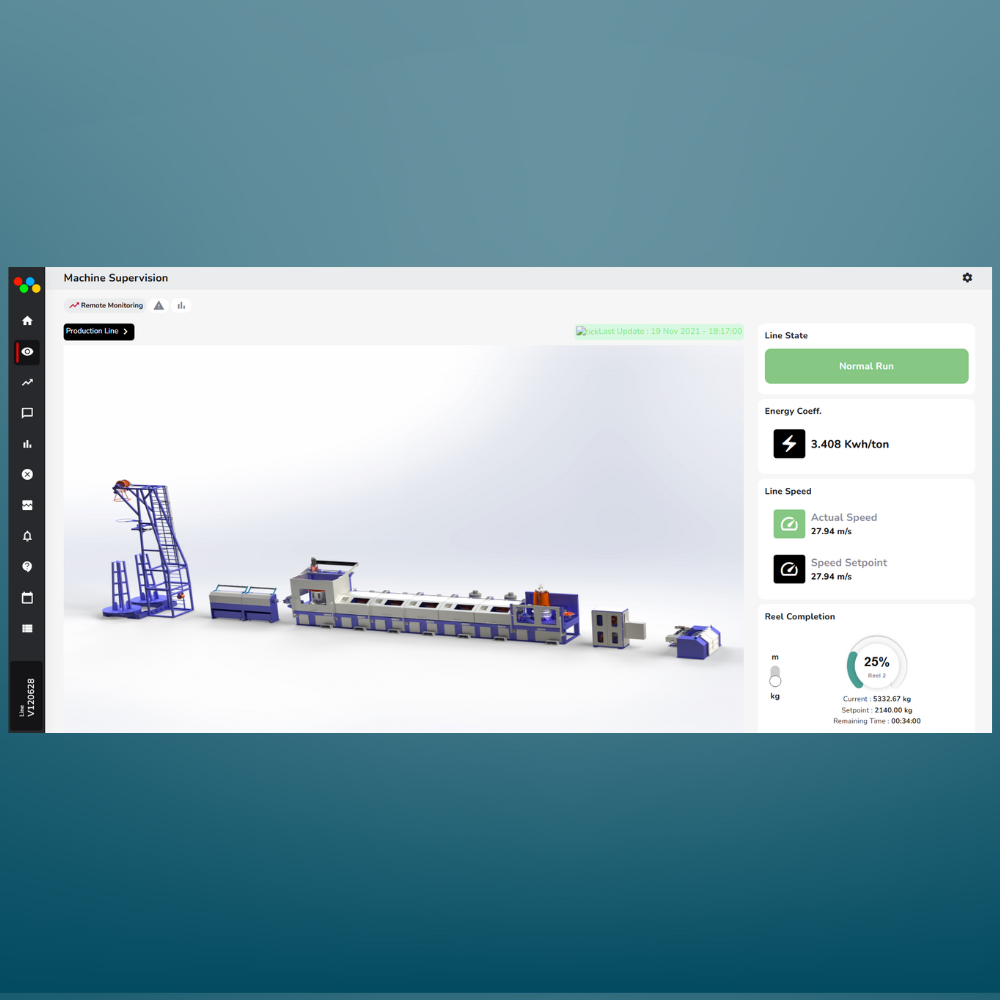 Machine Supervision
Remote Monitoring
Production Line
Last Update : 19 Nov 2021 - 18:17:00
Line State
Normal Run
Energy Coeff.
3.408 Kwh/ton
Line Speed
Actual Speed
27.94 m/s
Speed Setpoint
27.94 m/s
Reel Completion
m
kg
25%
Reel 2
Current : 5332.67 kg
Setpoint : 2140.00 kg
Remaining Time : 00:34:00
Line
V120628